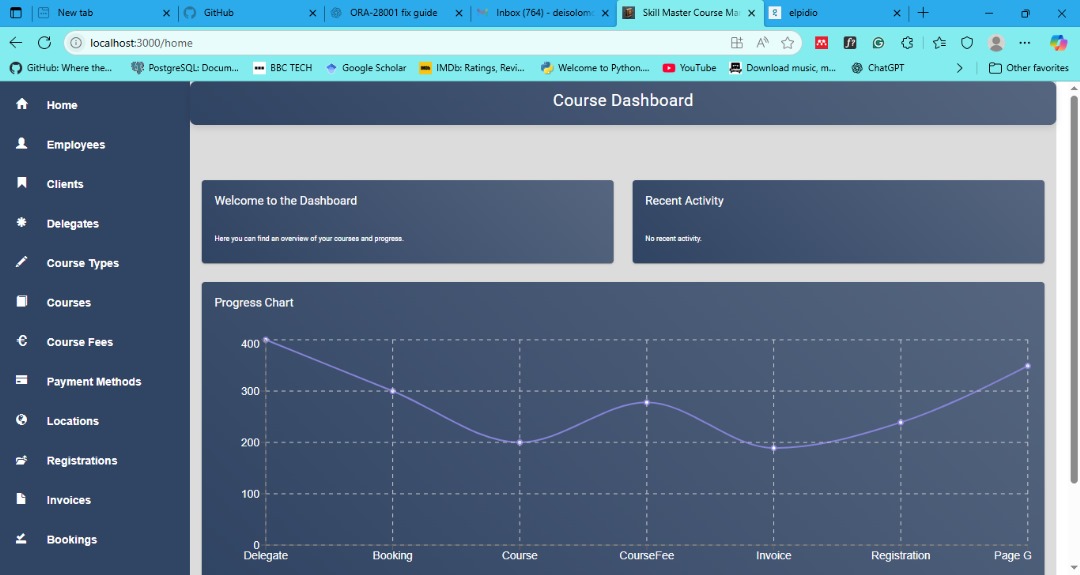 New tab
GitHub
ORA-28001 fix guide
Inbox (764) - deisolom
Skill Master Course Ma
elpidio
localhost:3000/home
GitHub: Where the...
PostgreSQL: Docum...
BBC TECH
Google Scholar
IMDb: Ratings, Revi...
Welcome to Python....
YouTube
Download music, m...
ChatGPT
Other favorites
Home
Employees
Clients
Delegates
Course Types
Courses
Course Fees
Payment Methods
Locations
Registrations
Invoices
Bookings
Course Dashboard
Welcome to the Dashboard
Here you can find an overview of your courses and progress.
Recent Activity
No recent activity.
Progress Chart
400
300
200
100
0
Delegate Booking Course CourseFee Invoice Registration Page G